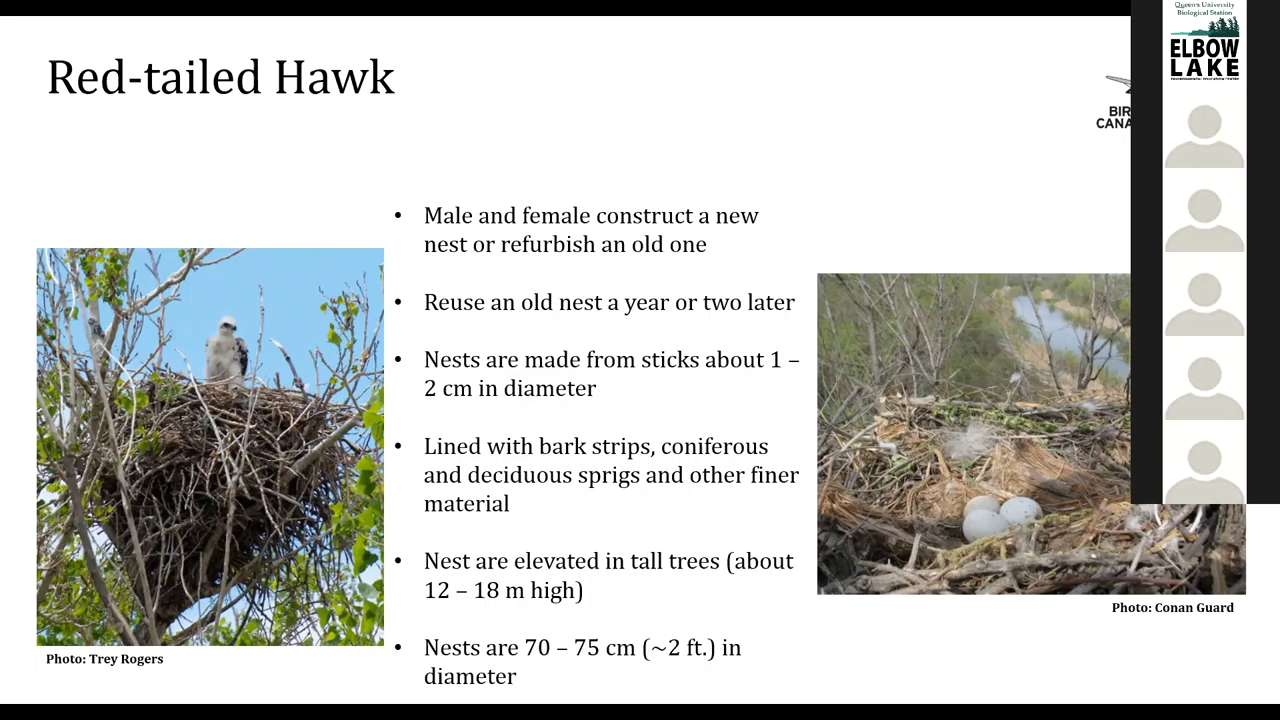 Red-tailed Hawk
Queen's University
Biological Station
ELBOW
LAKE
BIR
CANA
• Male and female construct a new
nest or refurbish an old one
• Reuse an old nest a year or two later
• Nests are made from sticks about 1 –
2 cm in diameter
• Lined with bark strips, coniferous
and deciduous sprigs and other finer
material
• Nest are elevated in tall trees (about
12 – 18 m high)
• Nests are 70 – 75 cm (~2 ft.) in
diameter
Photo: Trey Rogers
Photo: Conan Guard